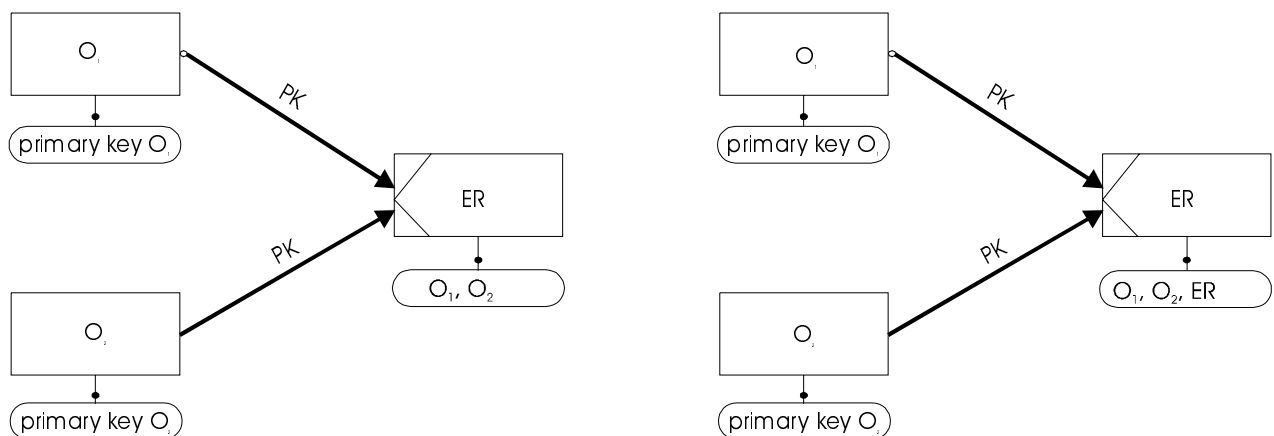 O₁
PK
primary key O₁
ER
PK
O₁, O₂
O₂
primary key O₂
O₁
PK
primary key O₁
ER
PK
O₁, O₂, ER
O₂
primary key O₂